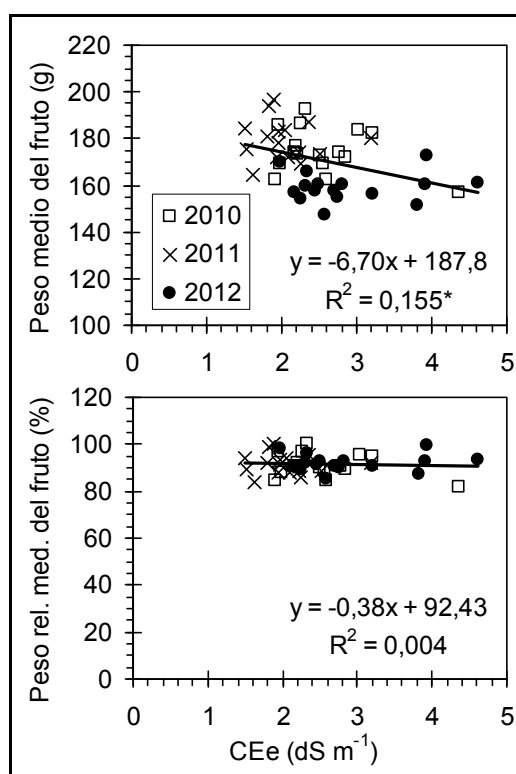 Peso medio del fruto (g)
220
200
180
160
140
120
100
2010
2011
2012
y = -6,70x + 187,8
R² = 0,155*
0 1 2 3 4 5
Peso rel. med. del fruto (%)
120
100
80
60
40
20
0
y = -0,38x + 92,43
R² = 0,004
0 1 2 3 4 5
CEe (dS m⁻¹)